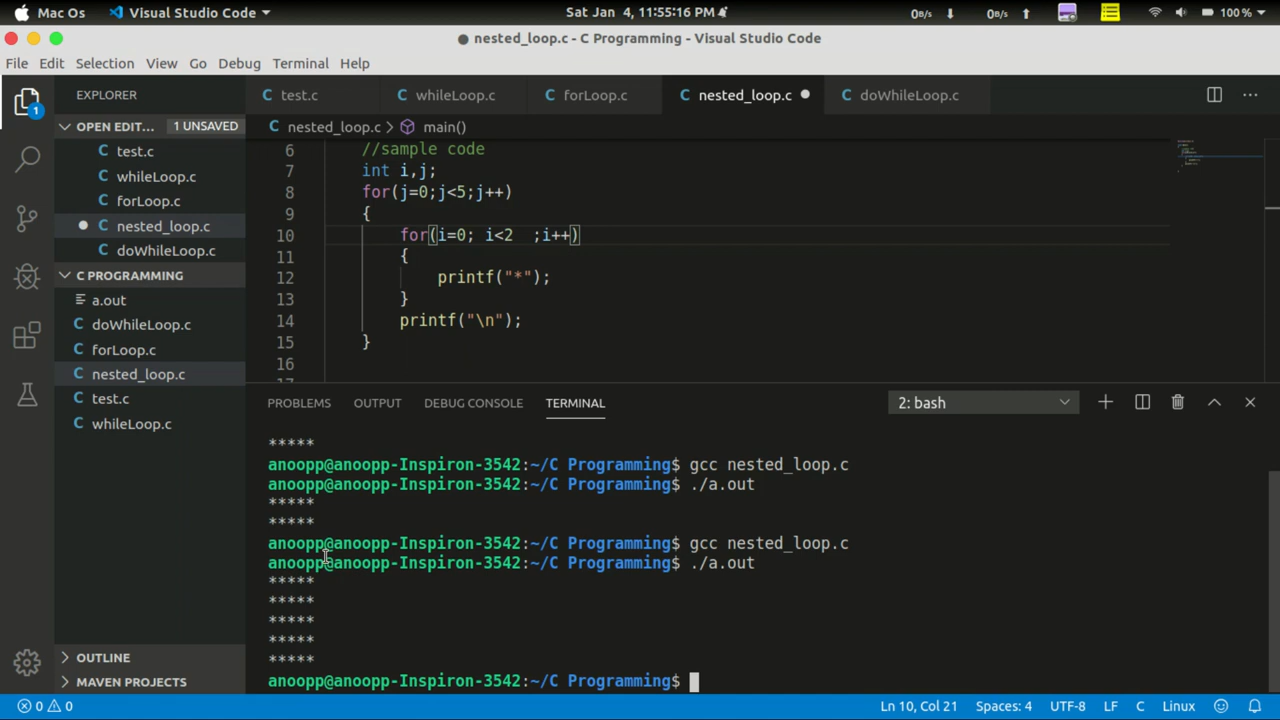 Mac Os Visual Studio Code Sat Jan 4, 11:55:16 PM 0B/s 0B/s 100 %
● nested_loop.c - C Programming - Visual Studio Code
File Edit Selection View Go Debug Terminal Help
EXPLORER
C test.c C whileLoop.c C forLoop.c C nested_loop.c ● C doWhileLoop.c ...
1
OPEN EDIT... 1 UNSAVED
C nested_loop.c > main()
C test.c
C whileLoop.c
C forLoop.c
● C nested_loop.c
C doWhileLoop.c
C PROGRAMMING
a.out
C doWhileLoop.c
C forLoop.c
C nested_loop.c
C test.c
C whileLoop.c
OUTLINE
MAVEN PROJECTS
6 //sample code
7 int i,j;
8 for(j=0;j<5;j++)
9 {
10 for(i=0; i<2  ;i++)
11 {
12 printf("*");
13 }
14 printf("\n");
15 }
16
PROBLEMS OUTPUT DEBUG CONSOLE TERMINAL 2: bash
*****
anoopp@anoopp-Inspiron-3542:~/C Programming$ gcc nested_loop.c
anoopp@anoopp-Inspiron-3542:~/C Programming$ ./a.out
*****
*****
anoopp@anoopp-Inspiron-3542:~/C Programming$ gcc nested_loop.c
anoopp@anoopp-Inspiron-3542:~/C Programming$ ./a.out
*****
*****
*****
*****
*****
anoopp@anoopp-Inspiron-3542:~/C Programming$
0 0 Ln 10, Col 21 Spaces: 4 UTF-8 LF C Linux